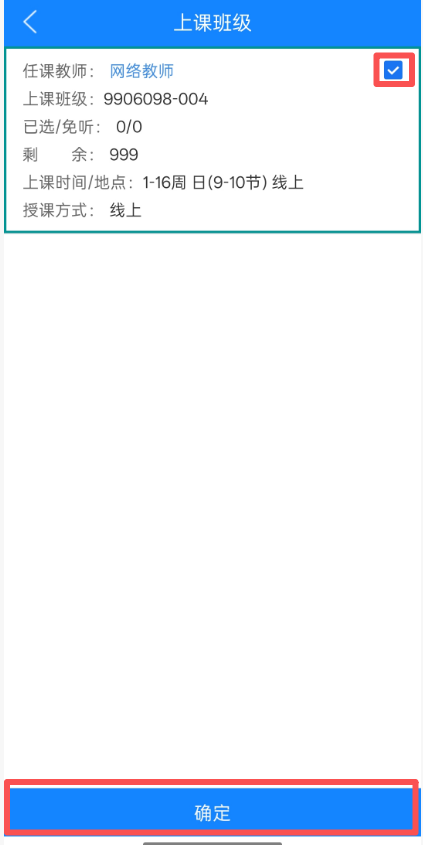 上课班级
任课教师： 网络教师
上课班级：9906098-004
已选/免听： 0/0
剩 余： 999
上课时间/地点：1-16周 日(9-10节) 线上
授课方式： 线上
确定